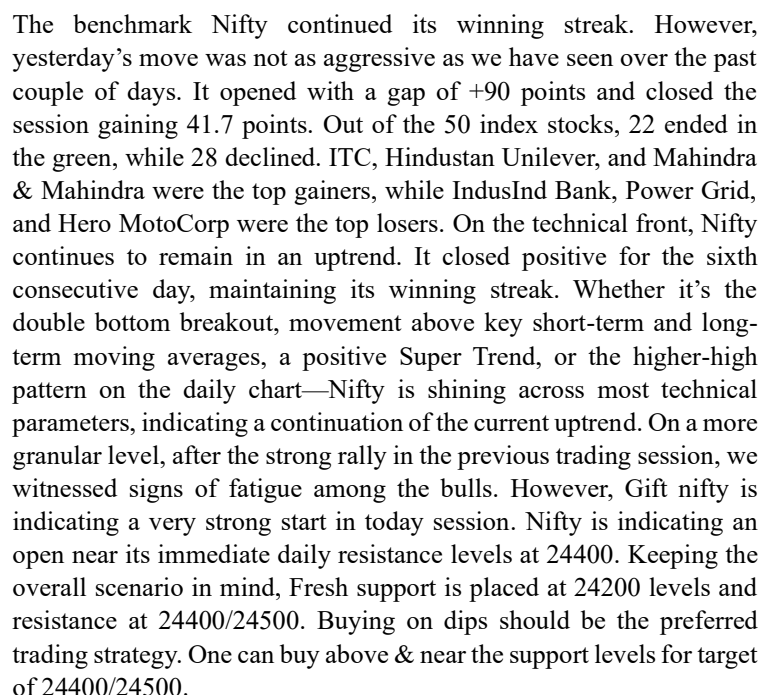 The benchmark Nifty continued its winning streak. However,
yesterday’s move was not as aggressive as we have seen over the past
couple of days. It opened with a gap of +90 points and closed the
session gaining 41.7 points. Out of the 50 index stocks, 22 ended in
the green, while 28 declined. ITC, Hindustan Unilever, and Mahindra
& Mahindra were the top gainers, while IndusInd Bank, Power Grid,
and Hero MotoCorp were the top losers. On the technical front, Nifty
continues to remain in an uptrend. It closed positive for the sixth
consecutive day, maintaining its winning streak. Whether it’s the
double bottom breakout, movement above key short-term and long-
term moving averages, a positive Super Trend, or the higher-high
pattern on the daily chart—Nifty is shining across most technical
parameters, indicating a continuation of the current uptrend. On a more
granular level, after the strong rally in the previous trading session, we
witnessed signs of fatigue among the bulls. However, Gift nifty is
indicating a very strong start in today session. Nifty is indicating an
open near its immediate daily resistance levels at 24400. Keeping the
overall scenario in mind, Fresh support is placed at 24200 levels and
resistance at 24400/24500. Buying on dips should be the preferred
trading strategy. One can buy above & near the support levels for target
of 24400/24500.